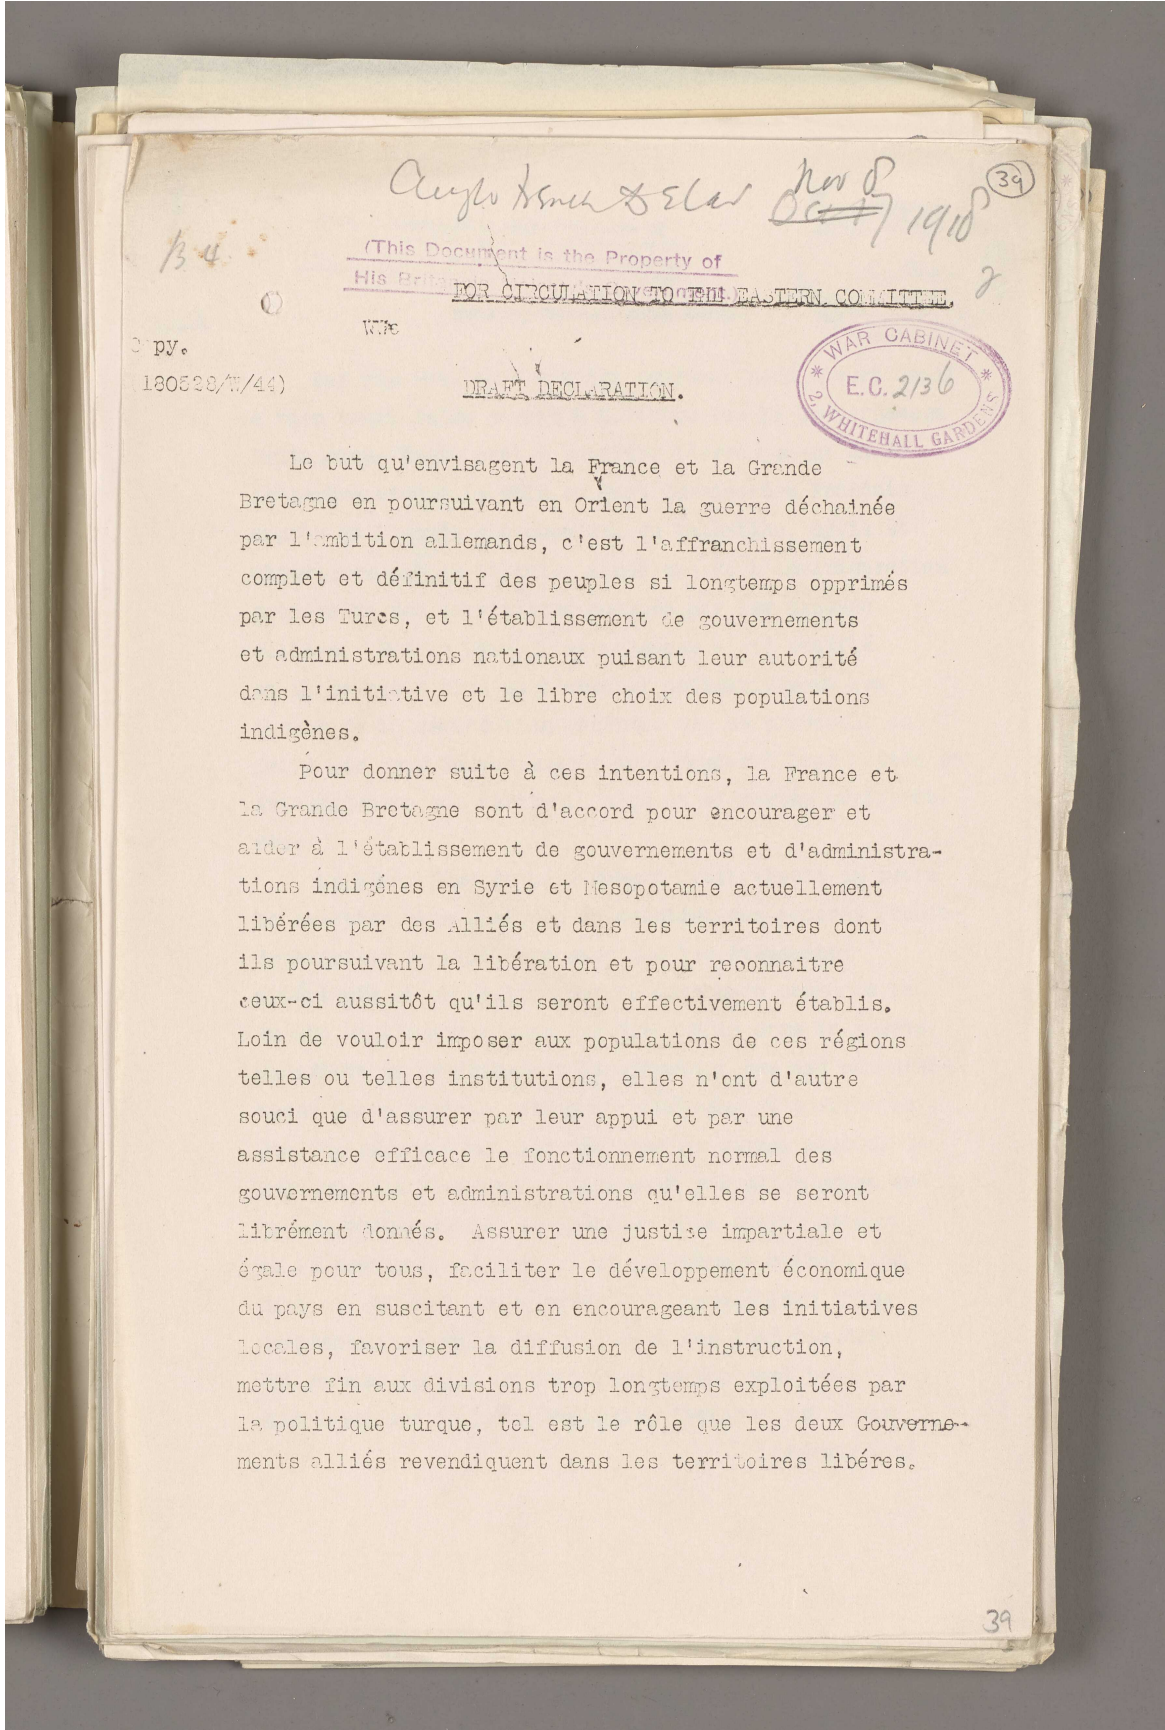 Anglo French Declar Nov 8
Oct 17 1918
39
B 4
(This Document is the Property of
His Brita
FOR CIRCULATION TO THE EASTERN COMMITTEE.
2
opy.
180528/W/44)
WAR CABINET
E.C. 2136
2, WHITEHALL GARDENS
DRAFT DECLARATION.
Le but qu'envisagent la France et la Grande
Bretagne en poursuivant en Orient la guerre déchainée
par l'ambition allemands, c'est l'affranchissement
complet et définitif des peuples si longtemps opprimés
par les Turcs, et l'établissement de gouvernements
et administrations nationaux puisant leur autorité
dans l'initiative et le libre choix des populations
indigènes.
Pour donner suite à ces intentions, la France et
la Grande Bretagne sont d'accord pour encourager et
aider à l'établissement de gouvernements et d'administra-
tions indigénes en Syrie et Mesopotamie actuellement
libérées par des Alliés et dans les territoires dont
ils poursuivant la libération et pour reconnaitre
ceux-ci aussitôt qu'ils seront effectivement établis.
Loin de vouloir imposer aux populations de ces régions
telles ou telles institutions, elles n'ont d'autre
souci que d'assurer par leur appui et par une
assistance efficace le fonctionnement normal des
gouvernements et administrations qu'elles se seront
librément donnés. Assurer une justise impartiale et
égale pour tous, faciliter le développement économique
du pays en suscitant et en encourageant les initiatives
locales, favoriser la diffusion de l'instruction,
mettre fin aux divisions trop longtemps exploitées par
la politique turque, tel est le rôle que les deux Gouverne-
ments alliés revendiquent dans les territoires libéres.
39